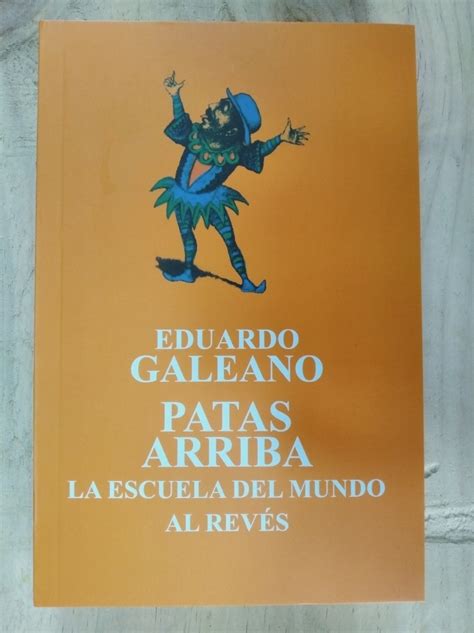 EDUARDO
GALEANO
PATAS
ARRIBA
LA ESCUELA DEL MUNDO
AL REVÉS